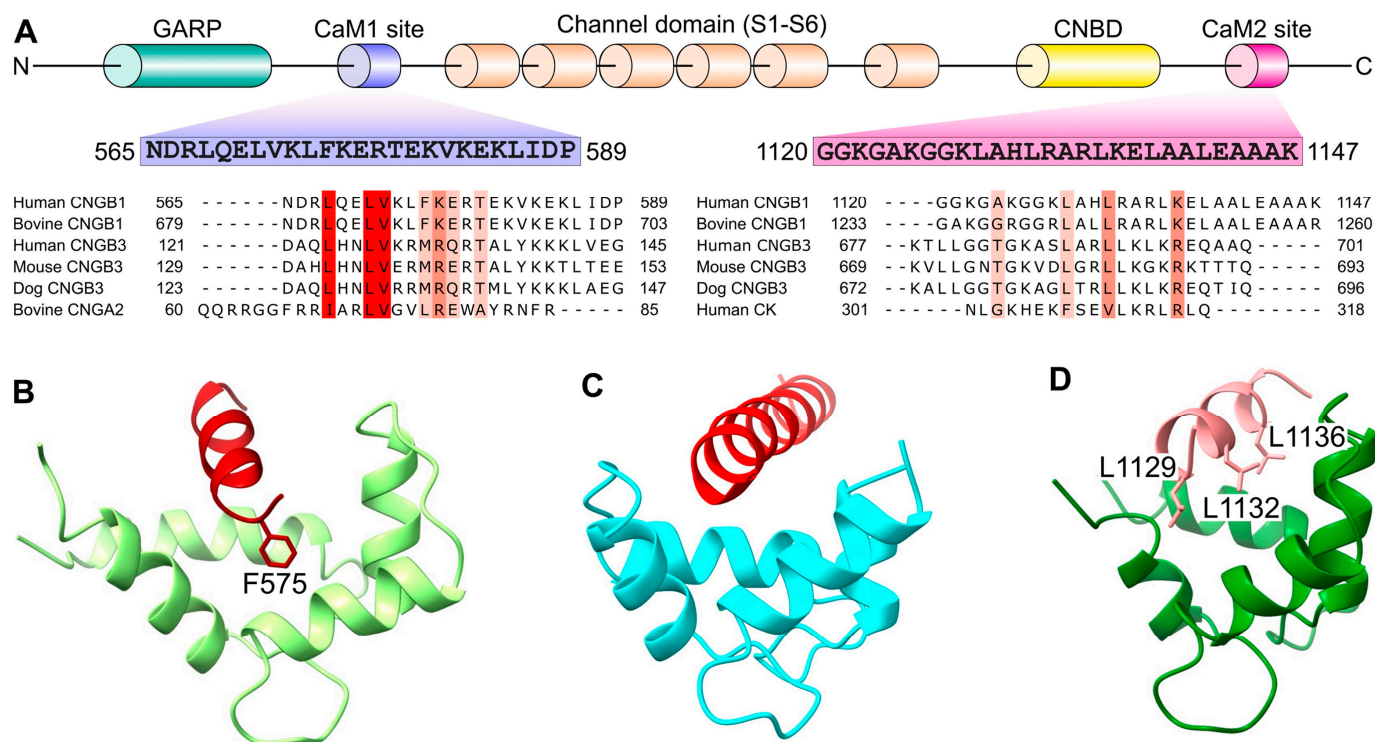 A
GARP
CaM1 site
Channel domain (S1-S6)
CNBD
CaM2 site
N
C
565 NDRLQELVKLFKERTEKVKEKLIDP 589
1120 GGKGAKGGKLAHLRARLKELAALEAAAK 1147
Human CNGB1 565 ------NDRLQELVKLFKERTEKVKEKLIDP 589
Bovine CNGB1 679 ------NDRLQELVKLFKERTEKVKEKLIDP 703
Human CNGB3 121 ------DAQLHNLVKRMRQRTALYKKKLVEG 145
Mouse CNGB3 129 ------DAHLHNLVERMRERTALYKKTLTEE 153
Dog CNGB3 123 ------DAQLHNLVRRMRQRTMLYKKKLAEG 147
Bovine CNGA2 60 QQRRGGFRRIARLVGVLREWAYRNFR----- 85
Human CNGB1 1120 ----GGKGAKGGKLAHLRARLKELAALEAAAK 1147
Bovine CNGB1 1233 ----GGAGRGGKLALLRARLKELAALEAAAR 1260
Human CNGB3 677 --KTLLGGTGKASLARLLKLKREQAAQ----- 701
Mouse CNGB3 669 --KVLLGNTGKVDLGRLLKGKRKTTTQ----- 693
Dog CNGB3 672 --KALLGGTGKAGLTRLLKLKREQTIQ----- 696
Human CK 301 ------NLGKHEKFSEVLKRLRLQ-------- 318
B
F575
C
D
L1129
L1136
L1132